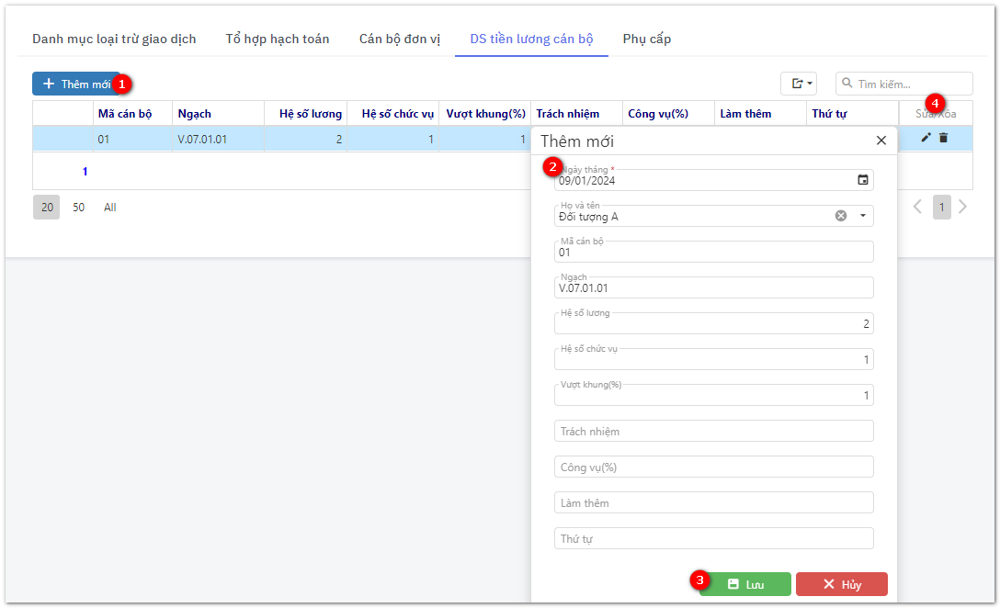 Danh mục loại trừ giao dịch Tổ hợp hạch toán Cán bộ đơn vị DS tiền lương cán bộ Phụ cấp
Thêm mới 1 Tìm kiếm...
4
Mã cán bộ Ngạch Hệ số lương Hệ số chức vụ Vượt khung(%) Trách nhiệm Công vụ(%) Làm thêm Thứ tự Sửa/Xóa
01 V.07.01.01 2 1 1
1
20 50 All 1
Thêm mới
2 Ngày tháng *
09/01/2024
Họ và tên
Đối tượng A
Mã cán bộ
01
Ngạch
V.07.01.01
Hệ số lương
2
Hệ số chức vụ
1
Vượt khung(%)
1
Trách nhiệm
Công vụ(%)
Làm thêm
Thứ tự
3 Lưu Hủy